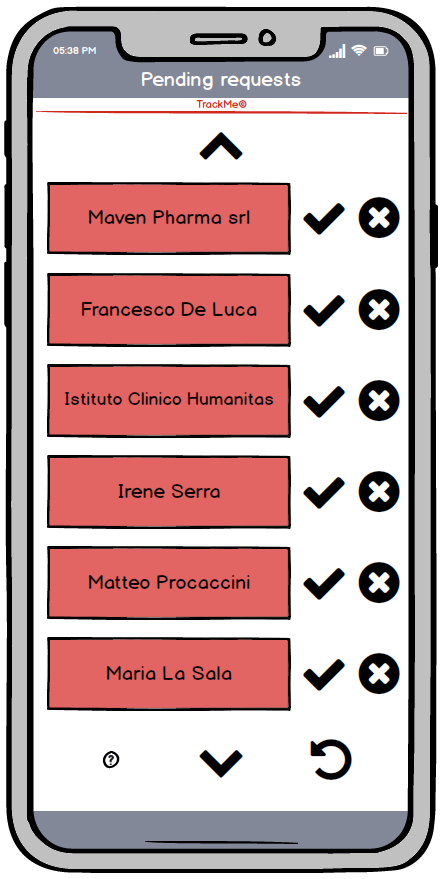 05:38 PM
Pending requests
TrackMe©
Maven Pharma srl
Francesco De Luca
Istituto Clinico Humanitas
Irene Serra
Matteo Procaccini
Maria La Sala
?